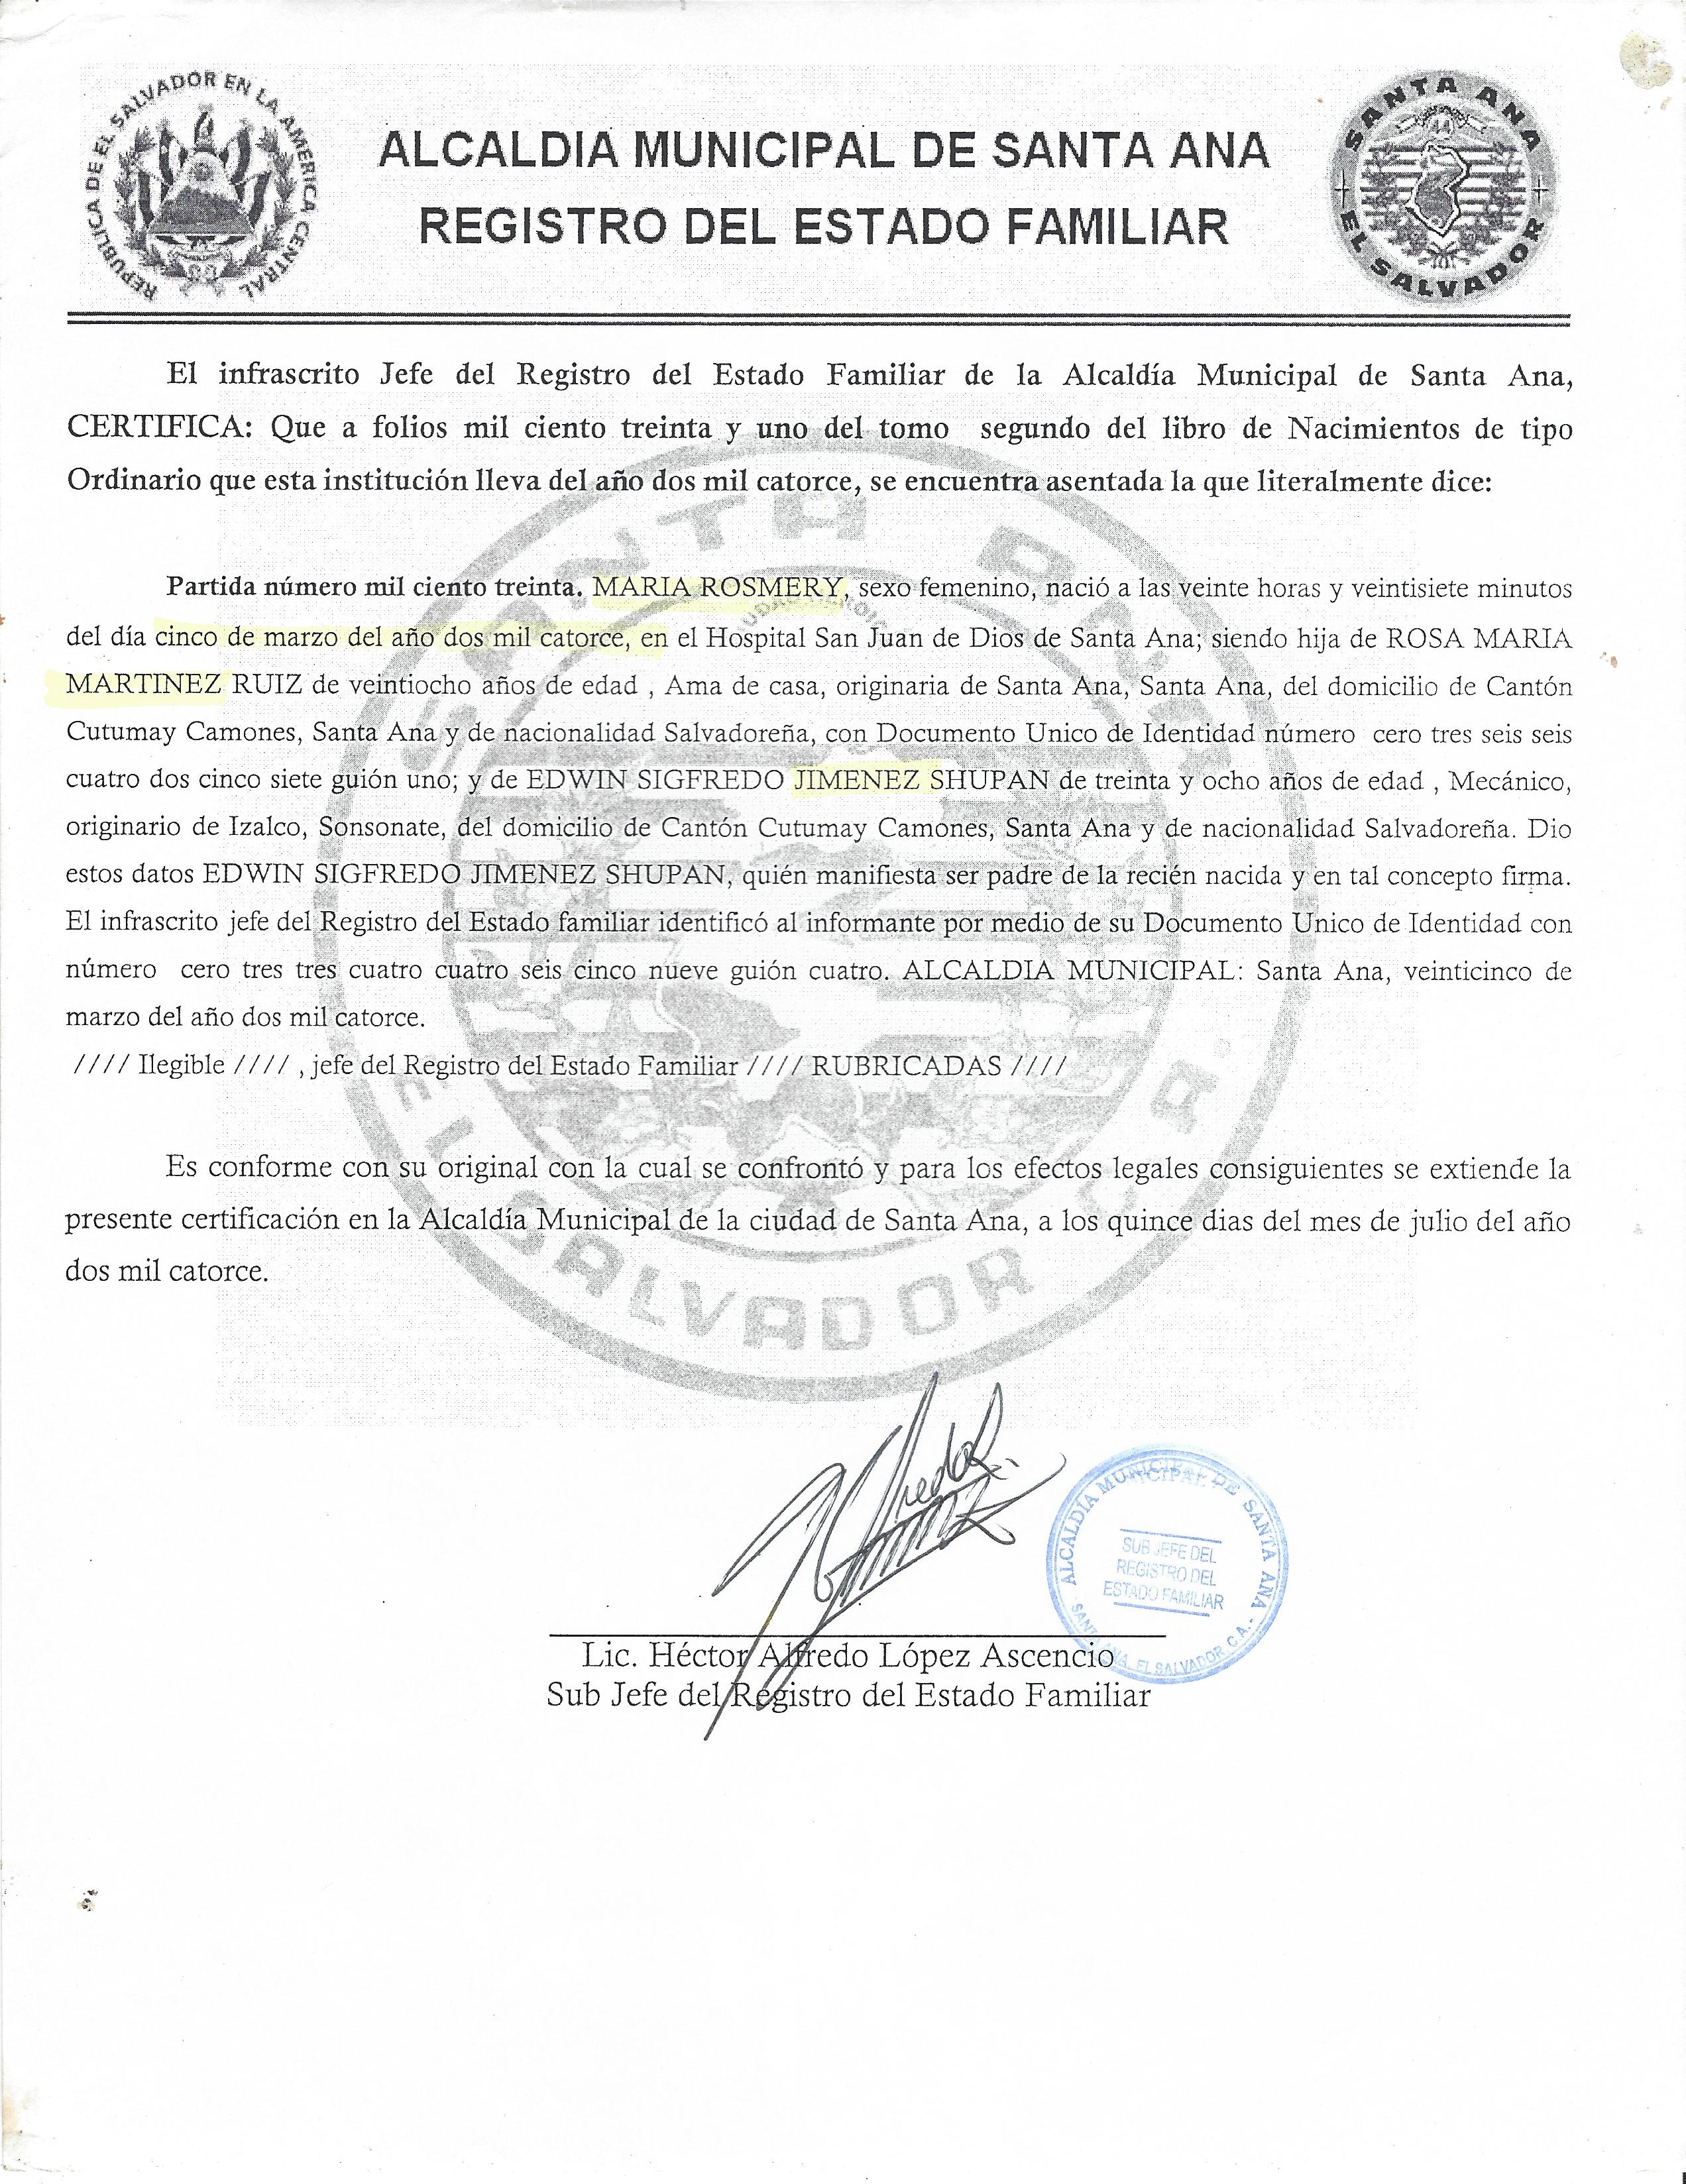 REPUBLICA DE EL SALVADOR EN LA AMERICA CENTRAL
ALCALDIA MUNICIPAL DE SANTA ANA
REGISTRO DEL ESTADO FAMILIAR
SANTA ANA
EL SALVADOR
El infrascrito Jefe del Registro del Estado Familiar de la Alcaldía Municipal de Santa Ana,
CERTIFICA: Que a folios mil ciento treinta y uno del tomo segundo del libro de Nacimientos de tipo
Ordinario que esta institución lleva del año dos mil catorce, se encuentra asentada la que literalmente dice:
Partida número mil ciento treinta. MARIA ROSMERY, sexo femenino, nació a las veinte horas y veintisiete minutos
del día cinco de marzo del año dos mil catorce, en el Hospital San Juan de Dios de Santa Ana; siendo hija de ROSA MARIA
MARTINEZ RUIZ de veintiocho años de edad , Ama de casa, originaria de Santa Ana, Santa Ana, del domicilio de Cantón
Cutumay Camones, Santa Ana y de nacionalidad Salvadoreña, con Documento Unico de Identidad número cero tres seis seis
cuatro dos cinco siete guión uno; y de EDWIN SIGFREDO JIMENEZ SHUPAN de treinta y ocho años de edad , Mecánico,
originario de Izalco, Sonsonate, del domicilio de Cantón Cutumay Camones, Santa Ana y de nacionalidad Salvadoreña. Dio
estos datos EDWIN SIGFREDO JIMENEZ SHUPAN, quién manifiesta ser padre de la recién nacida y en tal concepto firma.
El infrascrito jefe del Registro del Estado familiar identificó al informante por medio de su Documento Unico de Identidad con
número cero tres tres cuatro cuatro seis cinco nueve guión cuatro. ALCALDIA MUNICIPAL: Santa Ana, veinticinco de
marzo del año dos mil catorce.
//// Ilegible //// , jefe del Registro del Estado Familiar //// RUBRICADAS ////
Es conforme con su original con la cual se confrontó y para los efectos legales consiguientes se extiende la
presente certificación en la Alcaldía Municipal de la ciudad de Santa Ana, a los quince dias del mes de julio del año
dos mil catorce.
ALCALDIA MUNICIPAL DE SANTA ANA
SUB JEFE DEL
REGISTRO DEL
ESTADO FAMILIAR
SANTA ANA, EL SALVADOR C.A.
Lic. Héctor Alfredo López Ascencio
Sub Jefe del Registro del Estado Familiar